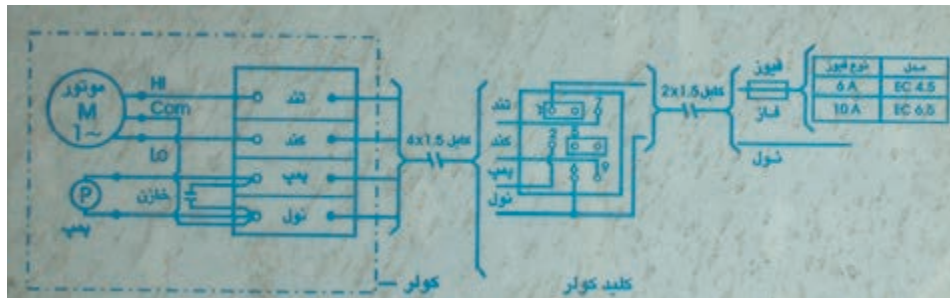 موتور
M
1~
HI
Com
Lo
P
پمپ
خازن
تند
کند
پمپ
نول
کولر
کابل 4x1.5
تند
کند
پمپ
نول
کلید کولر
کابل 2x1.5
فیوز
فاز
نول
مدل نوع فیوز
EC 4.5 6 A
EC 6.5 10 A